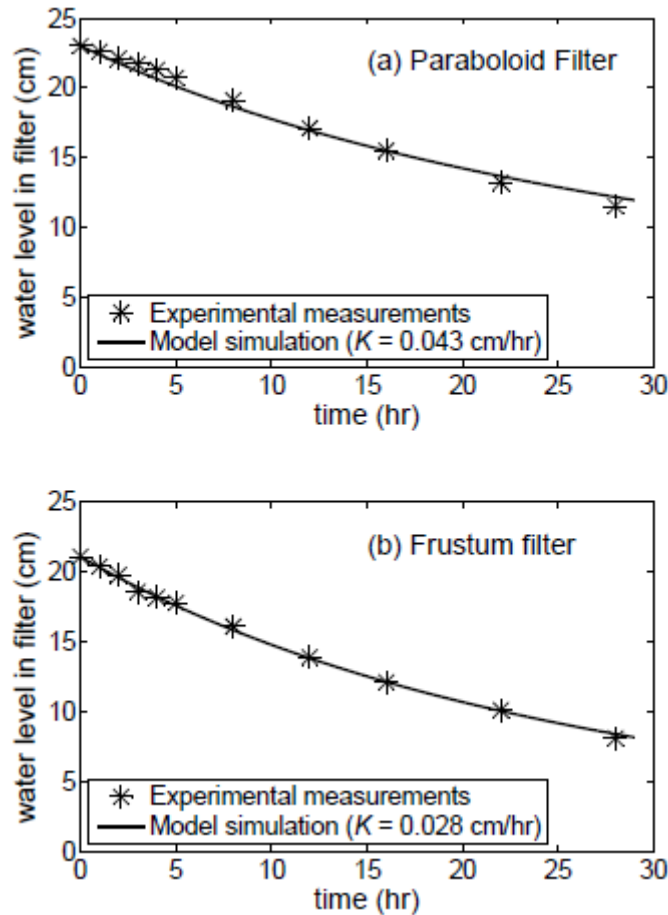 25
20
15
10
5
0
water level in filter (cm)
(a) Paraboloid Filter
Experimental measurements
Model simulation (K = 0.043 cm/hr)
0 5 10 15 20 25 30
time (hr)
25
20
15
10
5
0
water level in filter (cm)
(b) Frustum filter
Experimental measurements
Model simulation (K = 0.028 cm/hr)
0 5 10 15 20 25 30
time (hr)